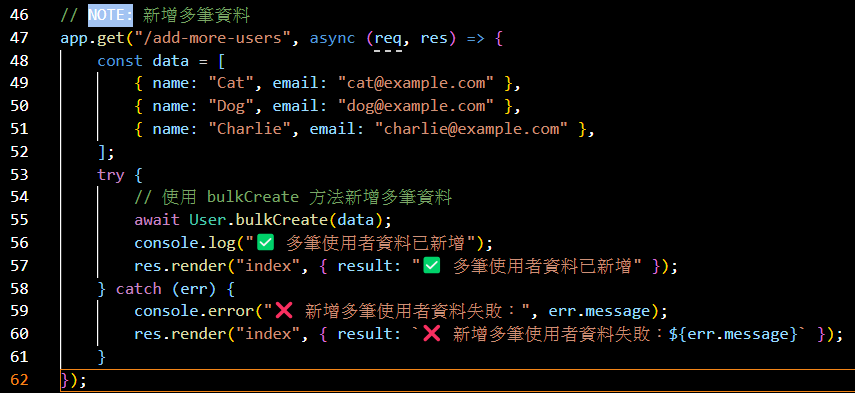 46 // NOTE: 新增多筆資料
47 app.get("/add-more-users", async (req, res) => {
48     const data = [
49         { name: "Cat", email: "cat@example.com" },
50         { name: "Dog", email: "dog@example.com" },
51         { name: "Charlie", email: "charlie@example.com" },
52     ];
53     try {
54         // 使用 bulkCreate 方法新增多筆資料
55         await User.bulkCreate(data);
56         console.log("✅ 多筆使用者資料已新增");
57         res.render("index", { result: "✅ 多筆使用者資料已新增" });
58     } catch (err) {
59         console.error("❌ 新增多筆使用者資料失敗：", err.message);
60         res.render("index", { result: `❌ 新增多筆使用者資料失敗：${err.message}` });
61     }
62 });